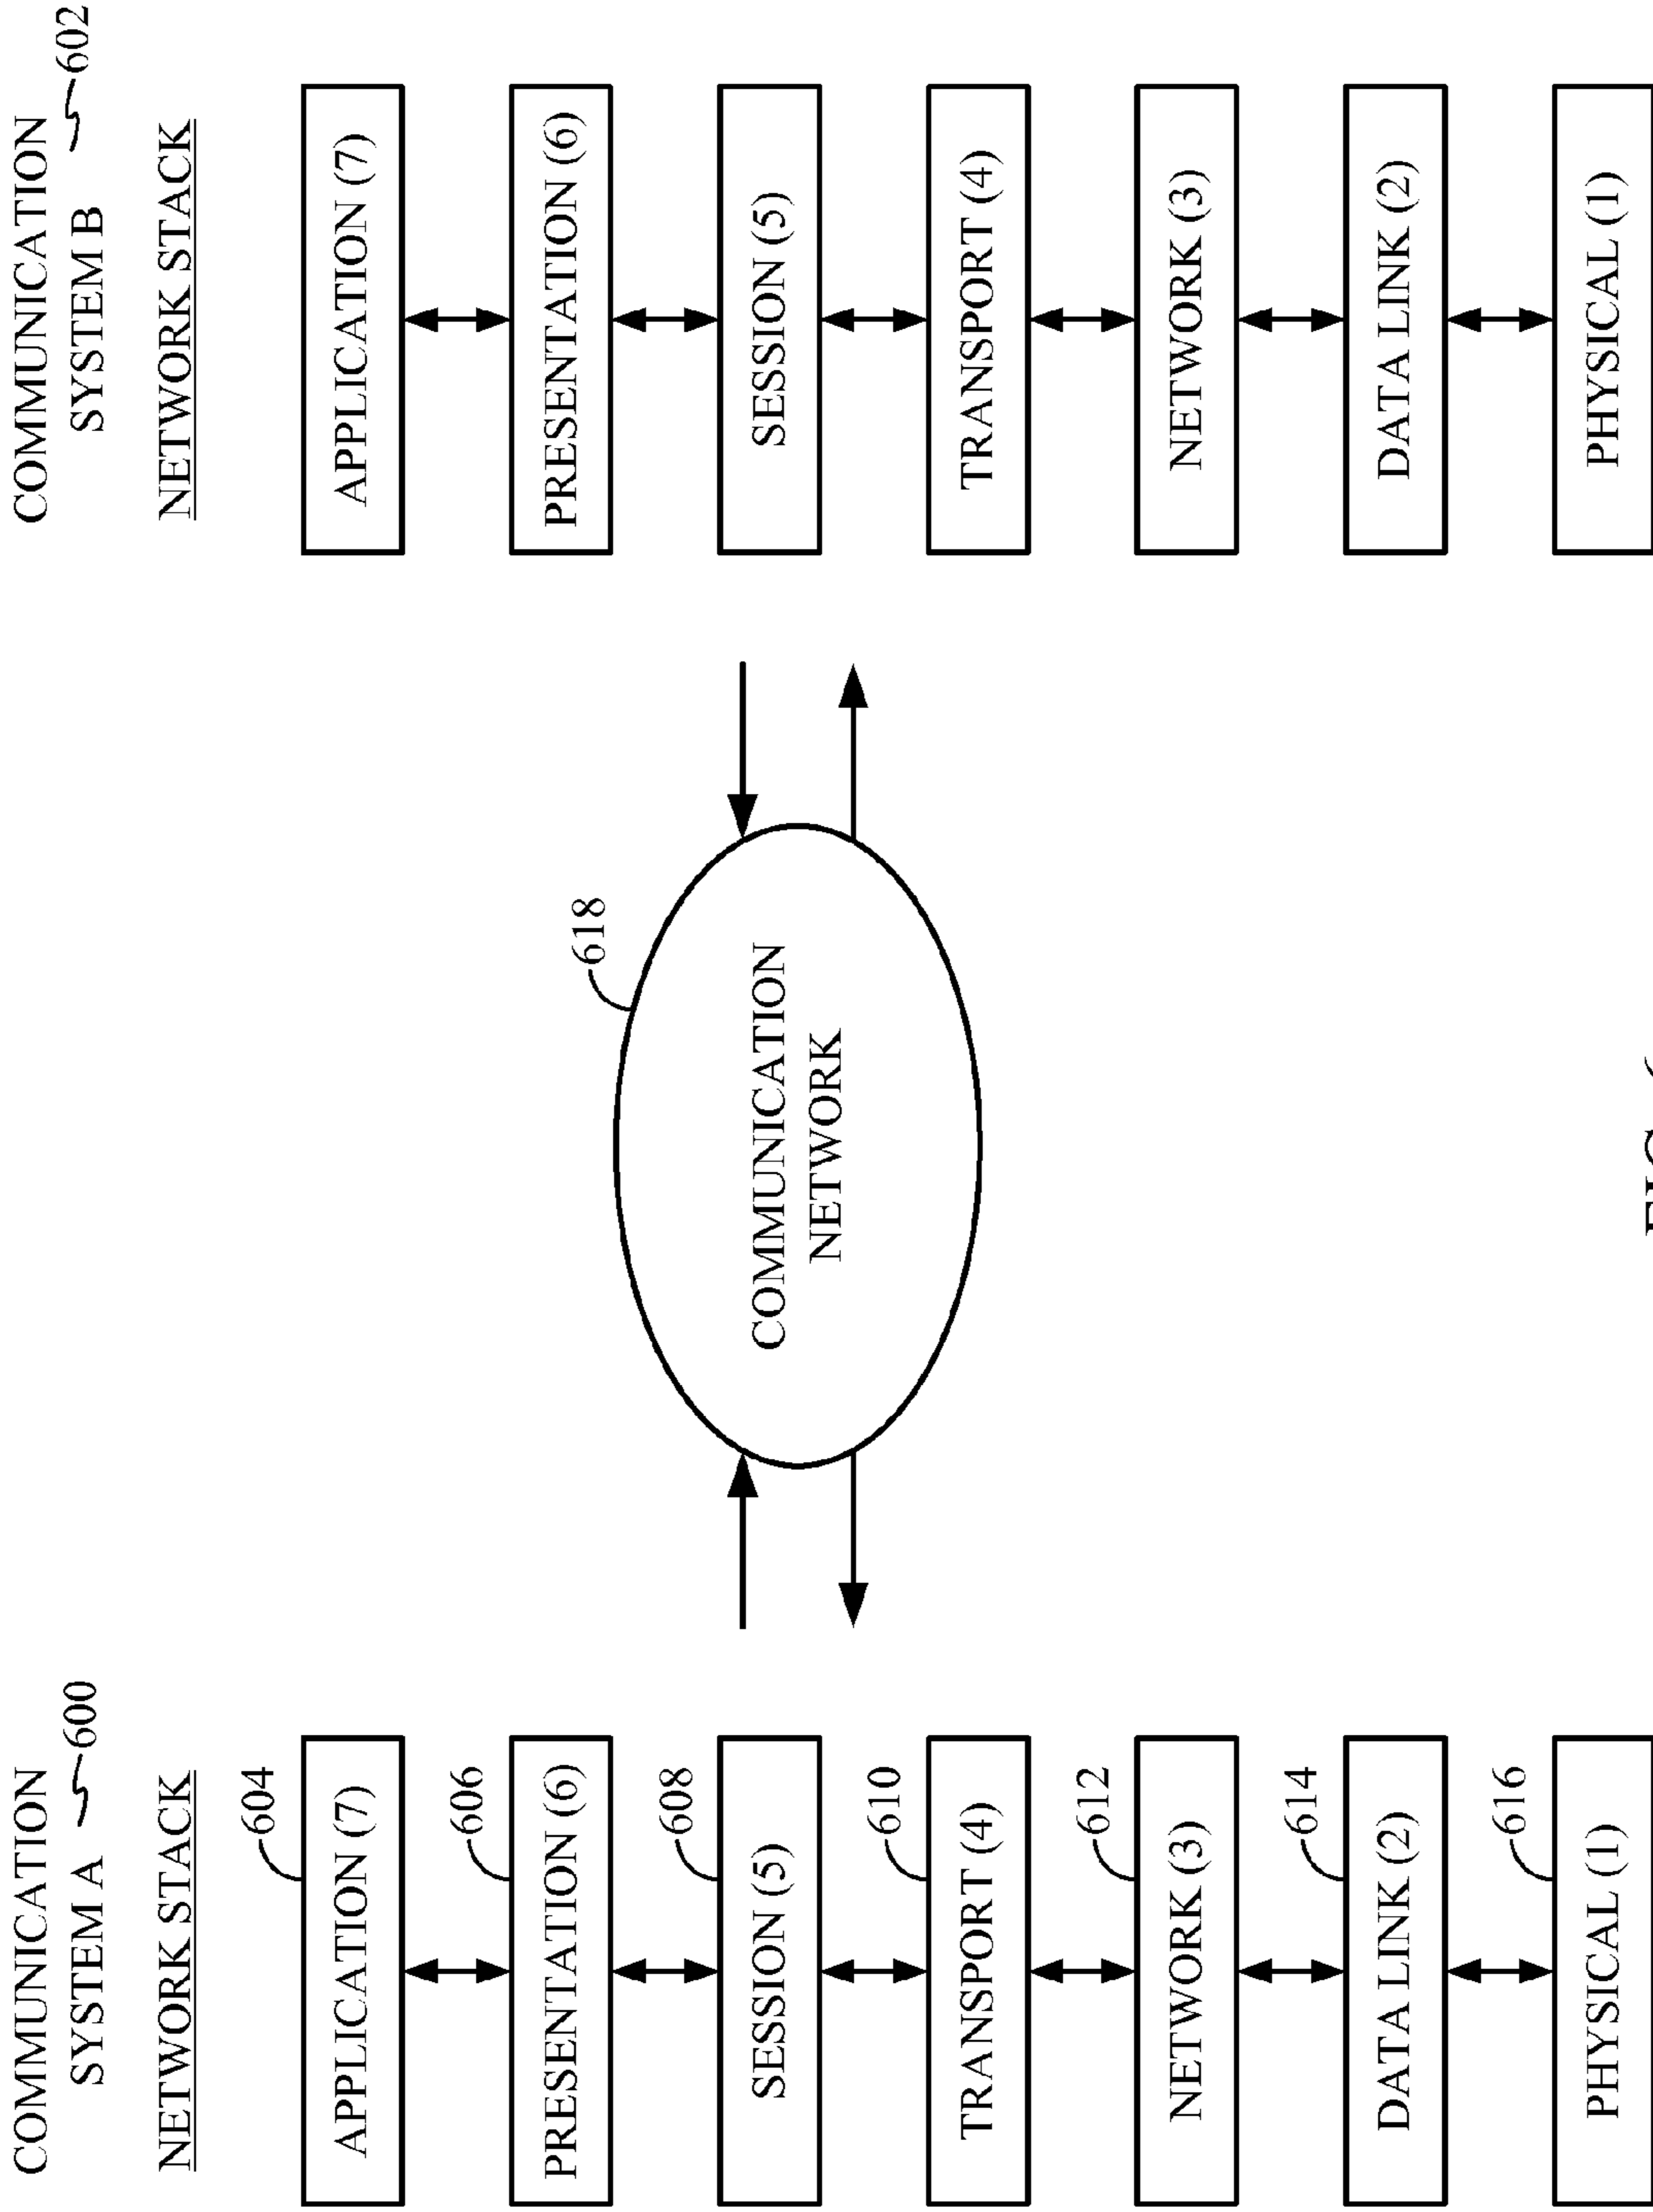 COMMUNICATION
SYSTEM A 600
NETWORK STACK
604
APPLICATION (7)
606
PRESENTATION (6)
608
SESSION (5)
610
TRANSPORT (4)
612
NETWORK (3)
614
DATA LINK (2)
616
PHYSICAL (1)
618
COMMUNICATION
NETWORK
COMMUNICATION
SYSTEM B 602
NETWORK STACK
APPLICATION (7)
PRESENTATION (6)
SESSION (5)
TRANSPORT (4)
NETWORK (3)
DATA LINK (2)
PHYSICAL (1)